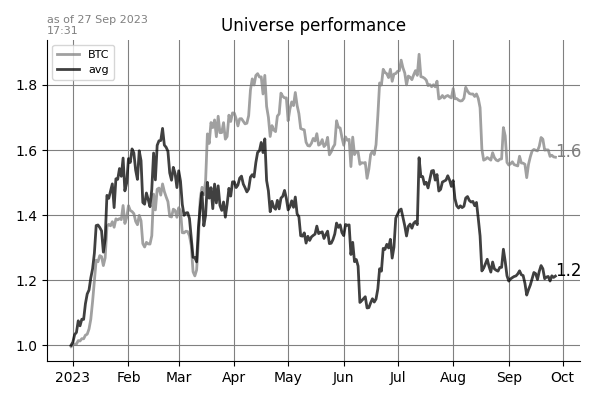 as of 27 Sep 2023
17:31
Universe performance
BTC
avg
1.8
1.6
1.4
1.2
1.0
1.6
1.2
2023 Feb Mar Apr May Jun Jul Aug Sep Oct